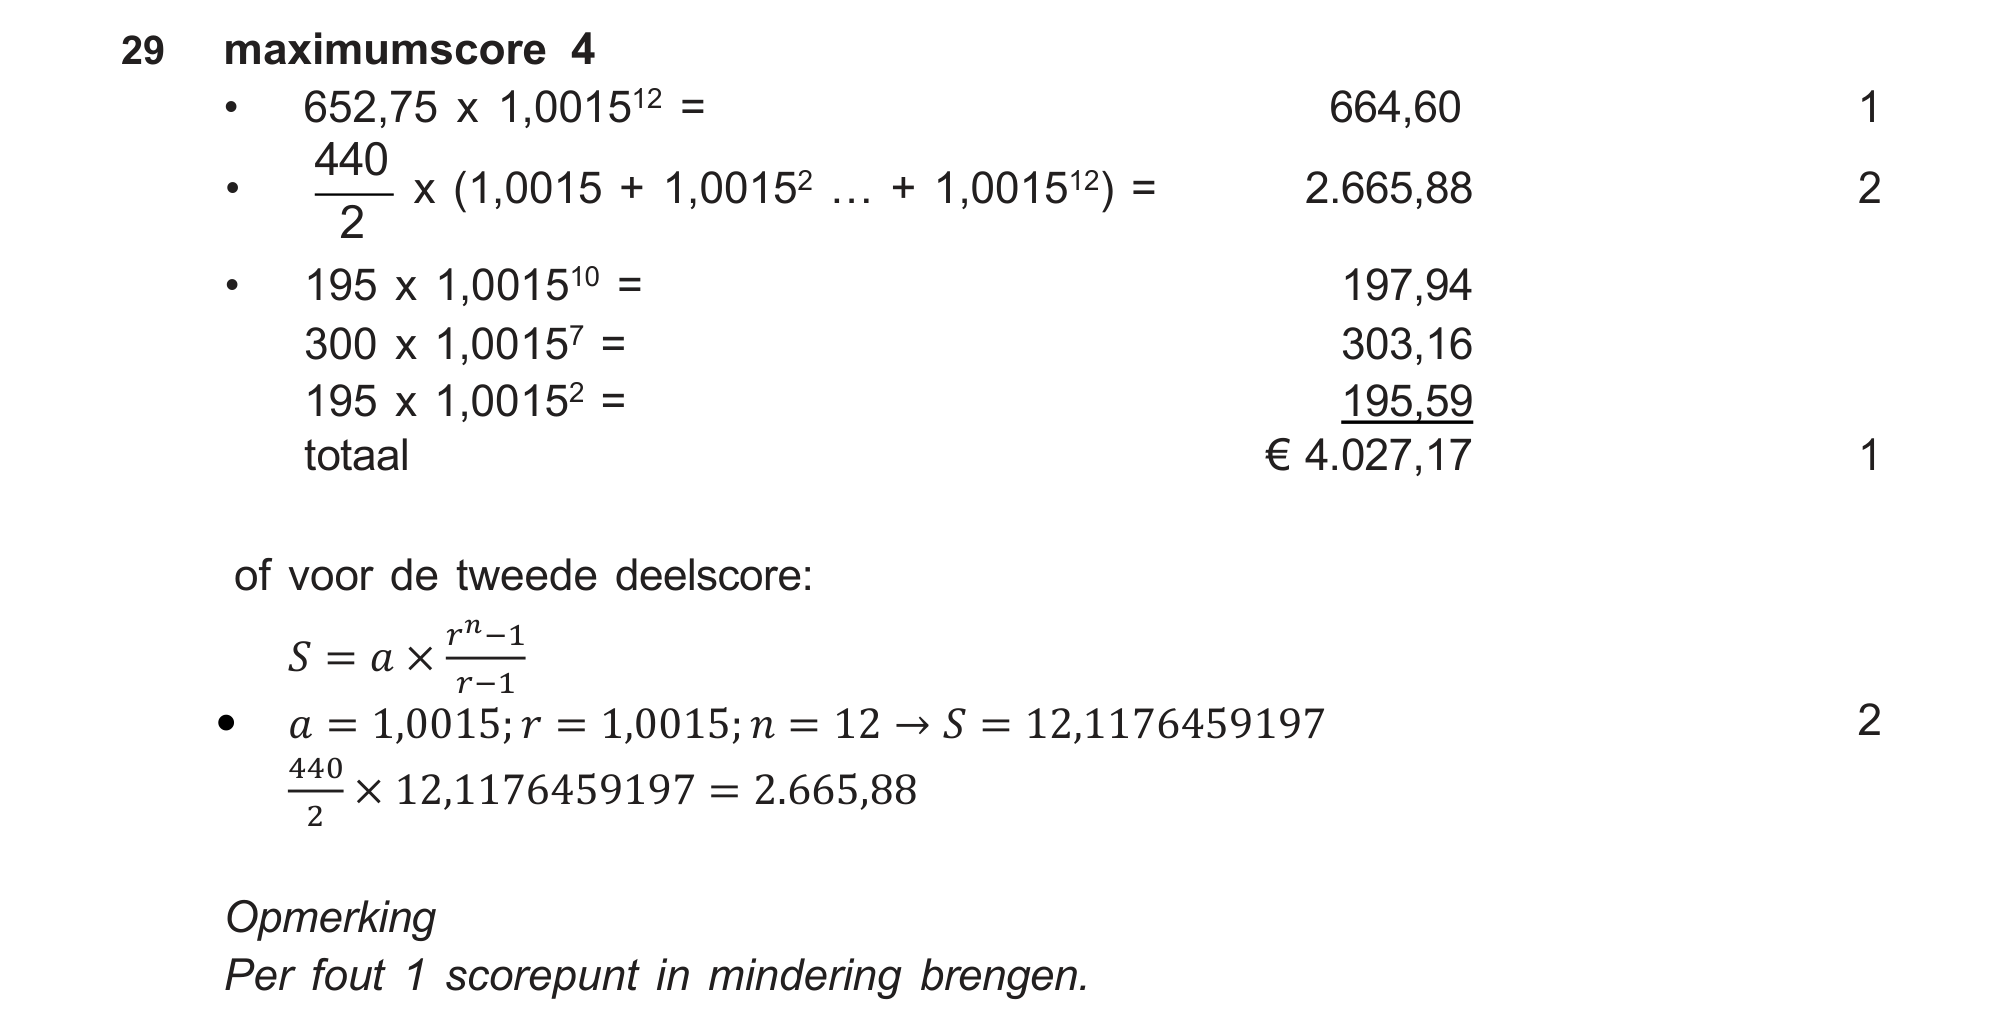 29 maximumscore 4
• 652,75 x 1,0015¹² = 664,60 1
• 440/2 x (1,0015 + 1,0015² … + 1,0015¹²) = 2.665,88 2
• 195 x 1,0015¹⁰ = 197,94
300 x 1,0015⁷ = 303,16
195 x 1,0015² = 195,59
totaal € 4.027,17 1
of voor de tweede deelscore:
S = a × (rⁿ−1)/(r−1)
• a = 1,0015; r = 1,0015; n = 12 → S = 12,1176459197 2
440/2 × 12,1176459197 = 2.665,88
Opmerking
Per fout 1 scorepunt in mindering brengen.